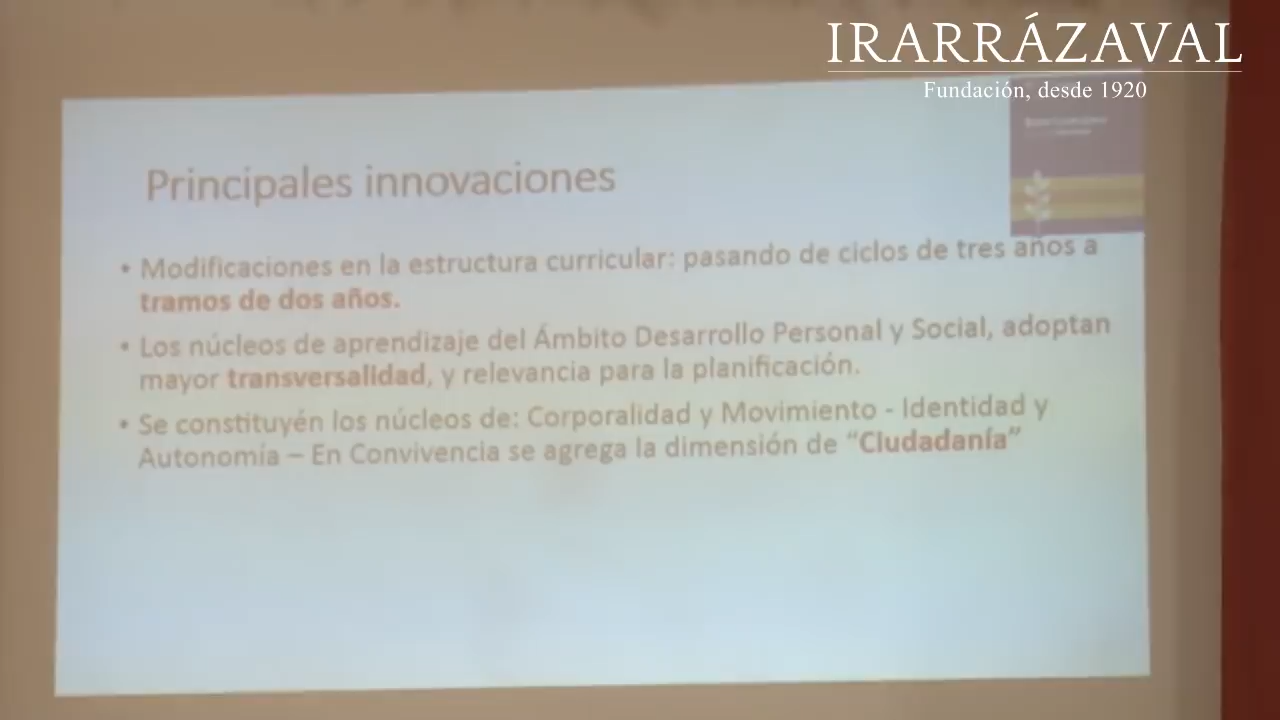 IRARRÁZAVAL
Fundación, desde 1920
Principales innovaciones
• Modificaciones en la estructura curricular: pasando de ciclos de tres años a
tramos de dos años.
• Los núcleos de aprendizaje del Ámbito Desarrollo Personal y Social, adoptan
mayor transversalidad, y relevancia para la planificación.
• Se constituyén los núcleos de: Corporalidad y Movimiento - Identidad y
Autonomía – En Convivencia se agrega la dimensión de “Ciudadanía”